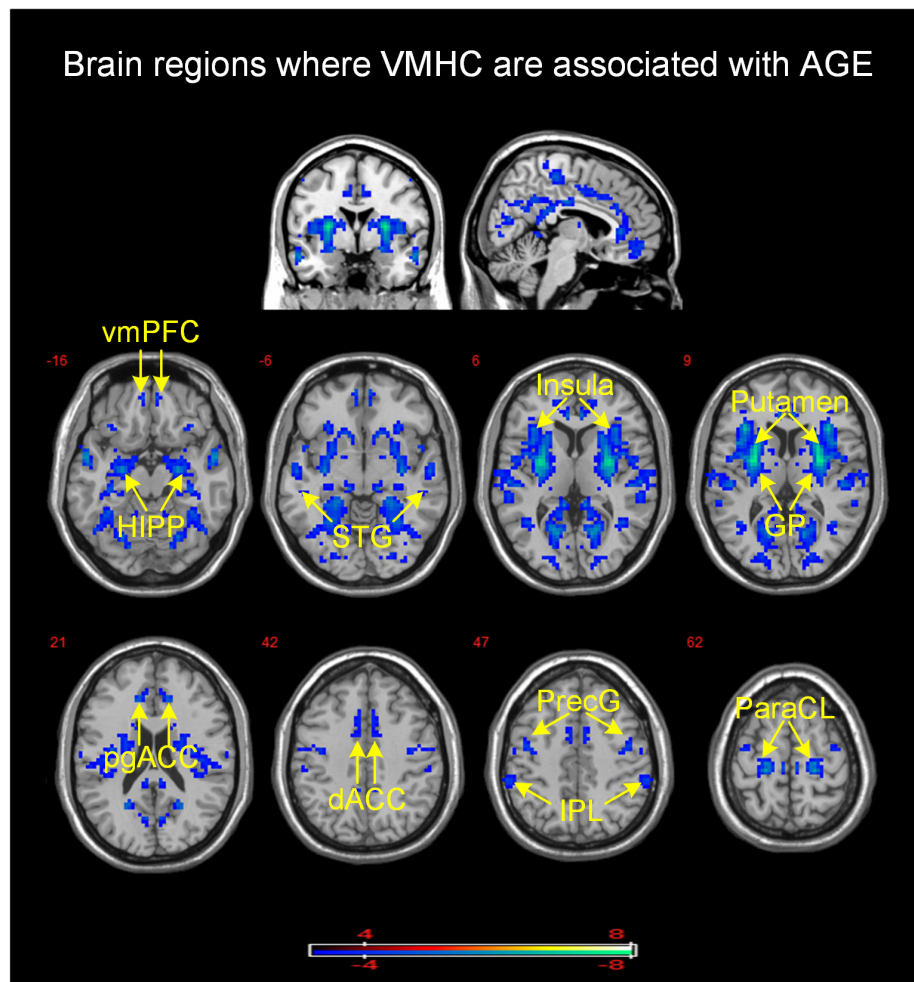 Brain regions where VMHC are associated with AGE
vmPFC
-16
-6
6
9
Insula
Putamen
HIPP
STG
GP
21
42
47
62
PrecG
ParaCL
pgACC
dACC
IPL
4
8
-4
-8